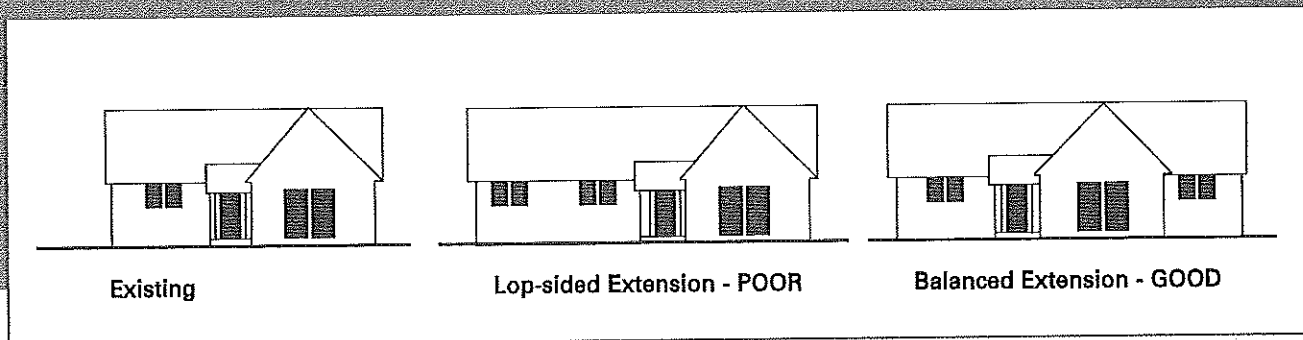 Existing
Lop-sided Extension - POOR
Balanced Extension - GOOD